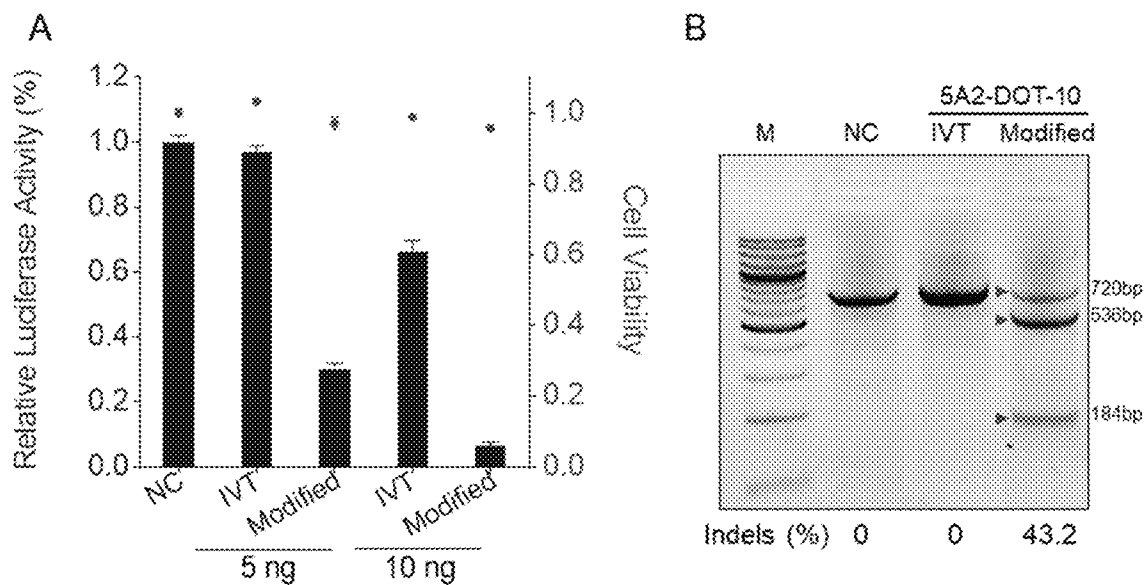 A
Relative Luciferase Activity (%)
1.2
1.0
0.8
0.6
0.4
0.2
0.0
1.0
0.8
0.6
0.4
0.2
0.0
Cell Viability
NC
IVT
Modified
IVT
Modified
5 ng
10 ng
B
5A2-DOT-10
M
NC
IVT
Modified
720bp
536bp
184bp
Indels (%)
0
0
43.2